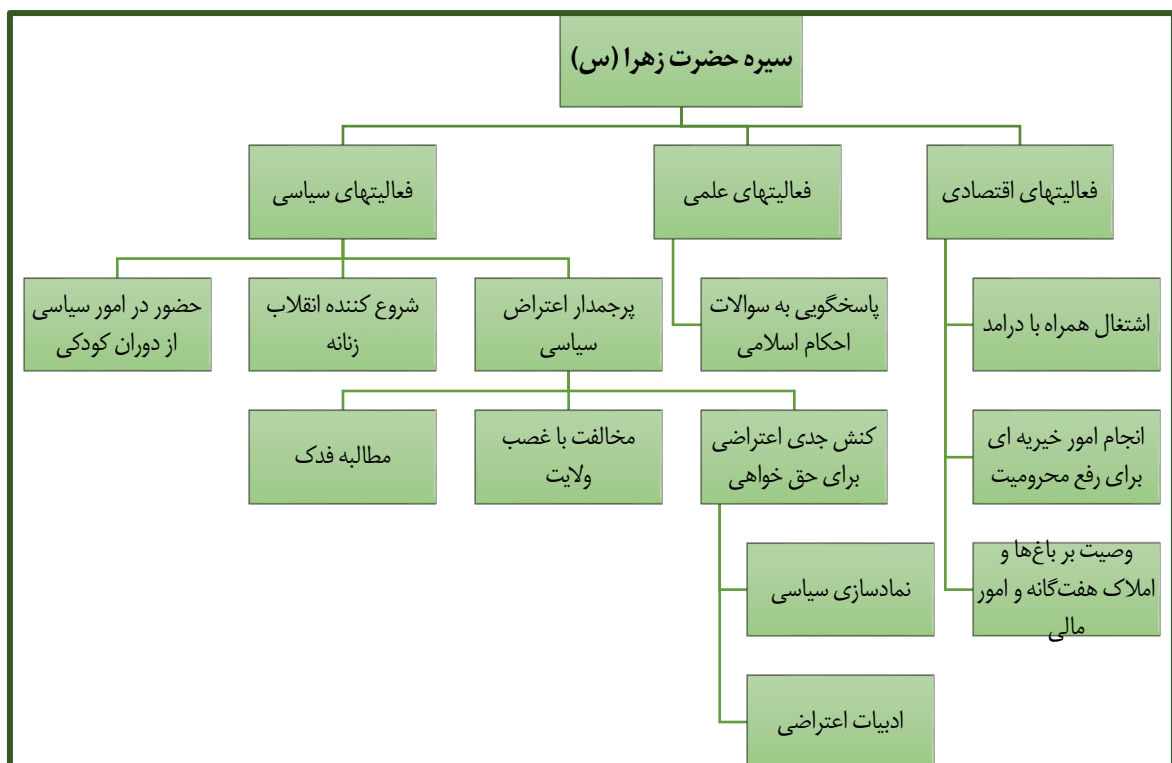 سیره حضرت زهرا (س)
فعالیتهای اقتصادی
فعالیتهای علمی
فعالیتهای سیاسی
اشتغال همراه با درامد
پاسخگویی به سوالات
احکام اسلامی
پرچمدار اعتراض
سیاسی
شروع کننده انقلاب
زنانه
حضور در امور سیاسی
از دوران کودکی
انجام امور خیریه ای
برای رفع محرومیت
کنش جدی اعتراضی
برای حق خواهی
مخالفت با غصب
ولایت
مطالبه فدک
وصیت بر باغ‌ها و
املاک هفت‌گانه و امور
مالی
نمادسازی سیاسی
ادبیات اعتراضی